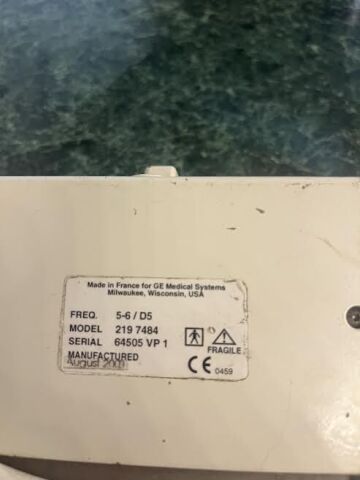 Made in France for GE Medical Systems
Milwaukee, Wisconsin, USA
FREQ. 5-6 / D5
MODEL 219 7484
SERIAL 64505 VP 1
FRAGILE
MANUFACTURED
August
CE 0459